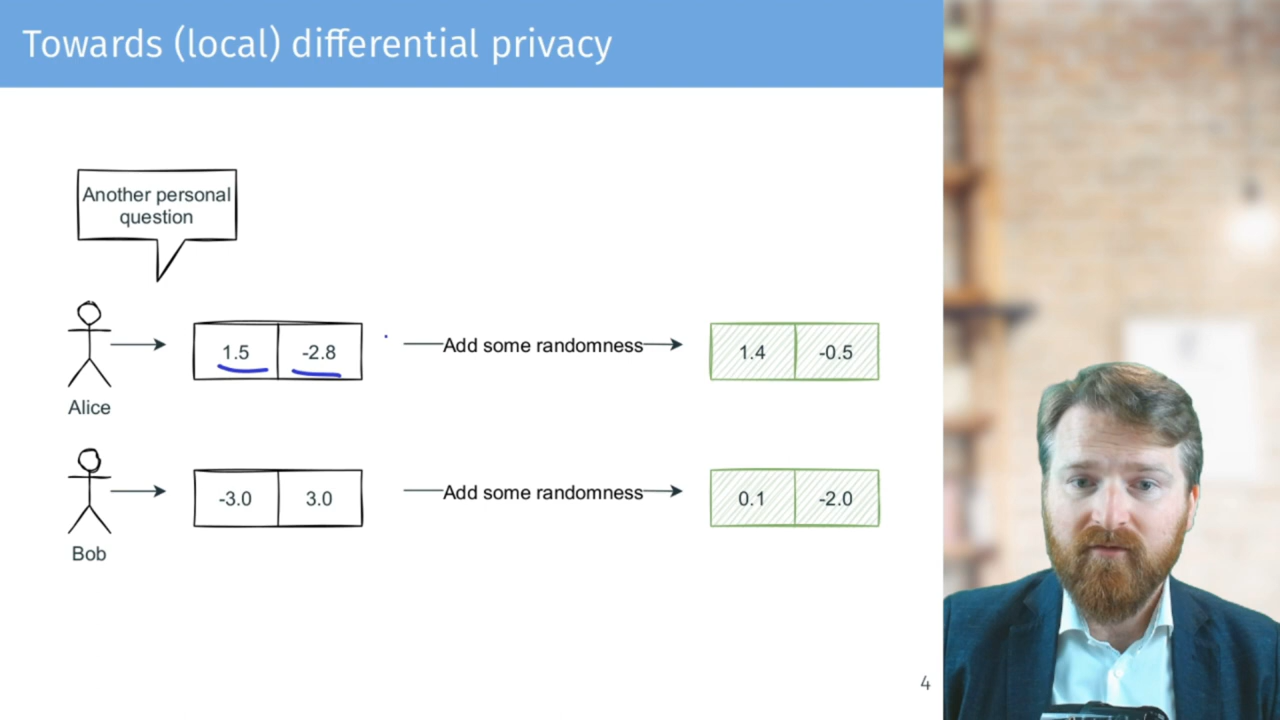 Towards (local) differential privacy
Another personal
question
1.5 -2.8 Add some randomness 1.4 -0.5
Alice
-3.0 3.0 Add some randomness 0.1 -2.0
Bob
4